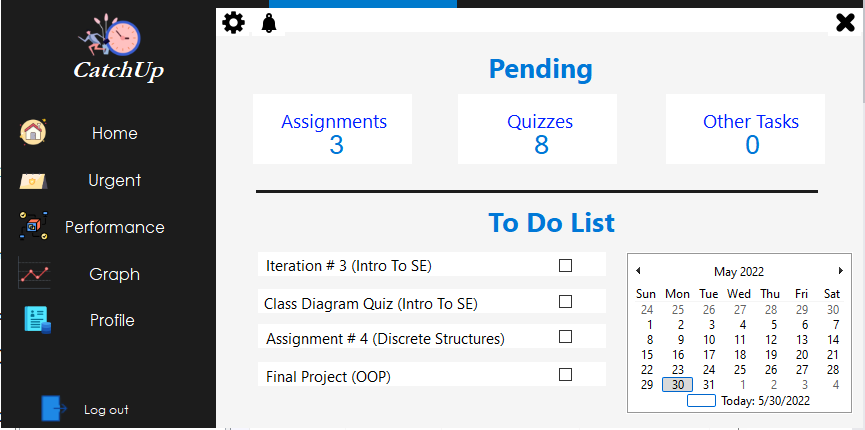 CatchUp
Home
Urgent
Performance
Graph
Profile
Log out
Pending
Assignments
3
Quizzes
8
Other Tasks
0
To Do List
Iteration # 3 (Intro To SE)
Class Diagram Quiz (Intro To SE)
Assignment # 4 (Discrete Structures)
Final Project (OOP)
May 2022
Sun Mon Tue Wed Thu Fri Sat
24 25 26 27 28 29 30
1 2 3 4 5 6 7
8 9 10 11 12 13 14
15 16 17 18 19 20 21
22 23 24 25 26 27 28
29 30 31 1 2 3 4
Today: 5/30/2022